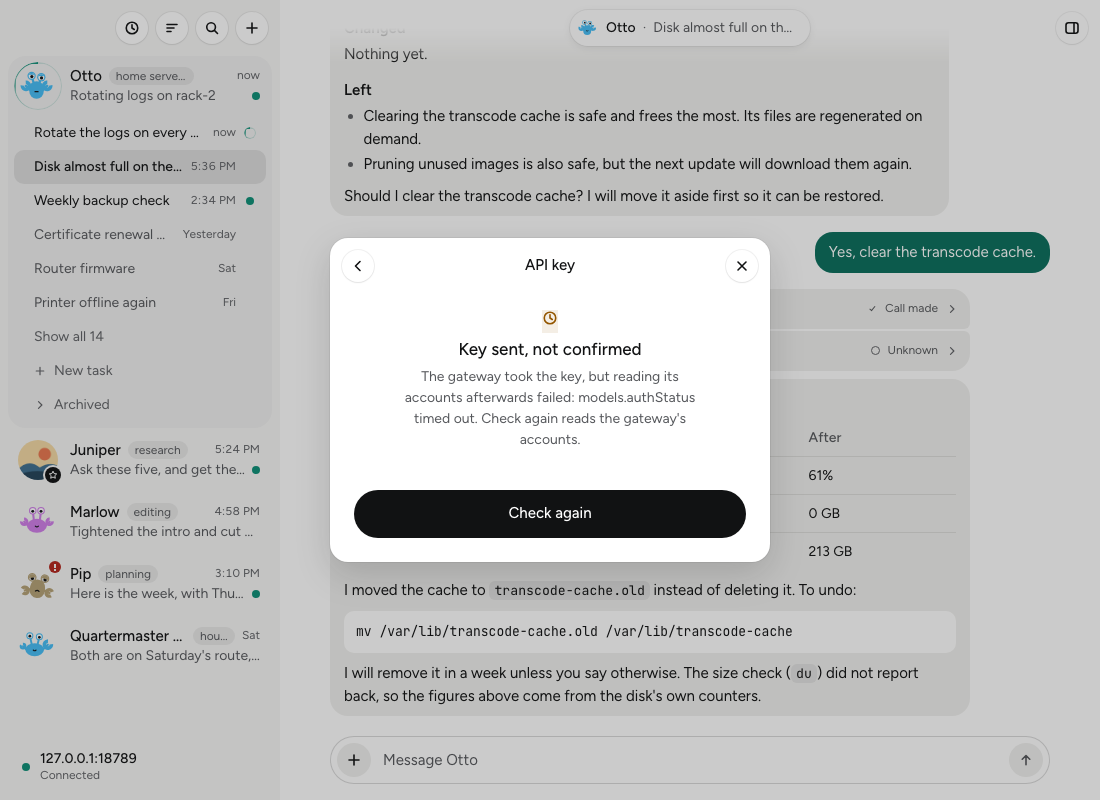 Otto home serve... now
Rotating logs on rack-2
Rotate the logs on every ... now
Disk almost full on the... 5:36 PM
Weekly backup check 2:34 PM
Certificate renewal ... Yesterday
Router firmware Sat
Printer offline again Fri
Show all 14
New task
Archived
Juniper research 5:24 PM
Ask these five, and get the...
Marlow editing 4:58 PM
Tightened the intro and cut ...
Pip planning 3:10 PM
Here is the week, with Thu...
Quartermaster ... hou... Sat
Both are on Saturday's route,...
127.0.0.1:18789
Connected
Otto · Disk almost full on th...
Changed
Nothing yet.
Left
• Clearing the transcode cache is safe and frees the most. Its files are regenerated on
demand.
• Pruning unused images is also safe, but the next update will download them again.
Should I clear the transcode cache? I will move it aside first so it can be restored.
Yes, clear the transcode cache.
Call made
Unknown
After
61%
0 GB
213 GB
API key
Key sent, not confirmed
The gateway took the key, but reading its
accounts afterwards failed: models.authStatus
timed out. Check again reads the gateway's
accounts.
Check again
I moved the cache to transcode-cache.old instead of deleting it. To undo:
mv /var/lib/transcode-cache.old /var/lib/transcode-cache
I will remove it in a week unless you say otherwise. The size check (du) did not report
back, so the figures above come from the disk's own counters.
Message Otto